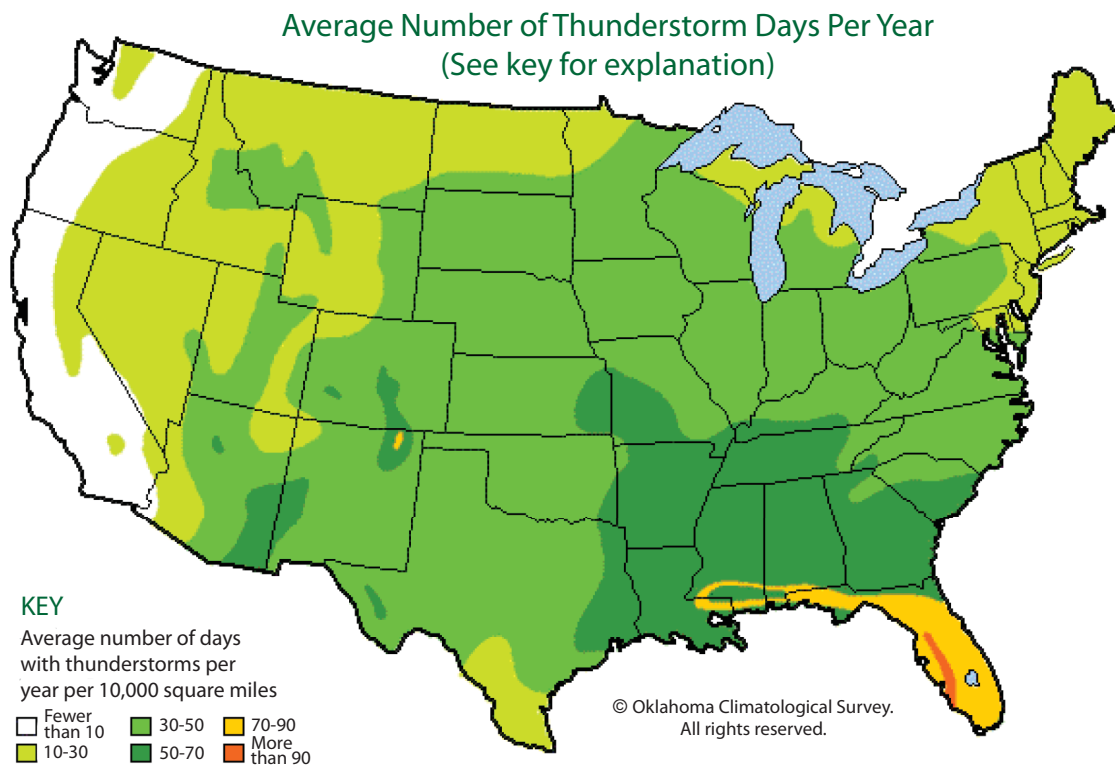 Average Number of Thunderstorm Days Per Year
(See key for explanation)
KEY
Average number of days
with thunderstorms per
year per 10,000 square miles
Fewer
than 10
30-50
70-90
10-30
50-70
More
than 90
© Oklahoma Climatological Survey.
All rights reserved.